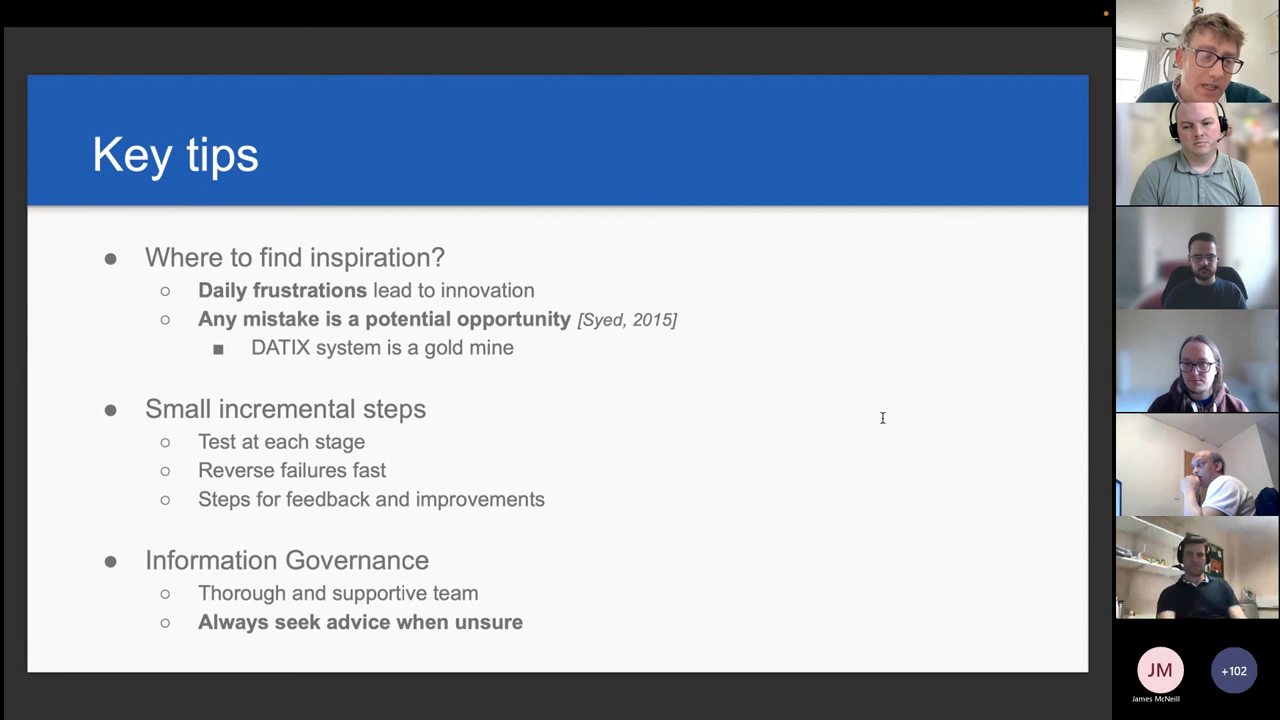 Key tips
Where to find inspiration?
Daily frustrations lead to innovation
Any mistake is a potential opportunity [Syed, 2015]
DATIX system is a gold mine
Small incremental steps
Test at each stage
Reverse failures fast
Steps for feedback and improvements
Information Governance
Thorough and supportive team
Always seek advice when unsure
JM
+102
James McNeill